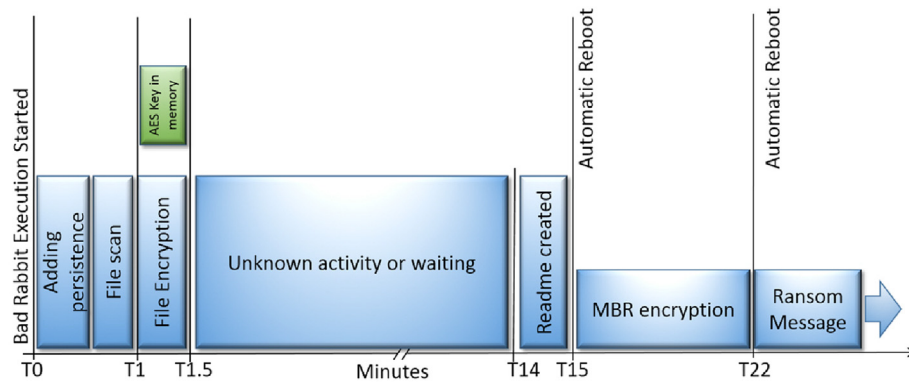 Bad Rabbit Execution Started
Adding
persistence
File scan
AES Key in
memory
File Encryption
Unknown activity or waiting
Readme created
Automatic Reboot
MBR encryption
Automatic Reboot
Ransom
Message
T0
T1
T1.5
Minutes
T14
T15
T22